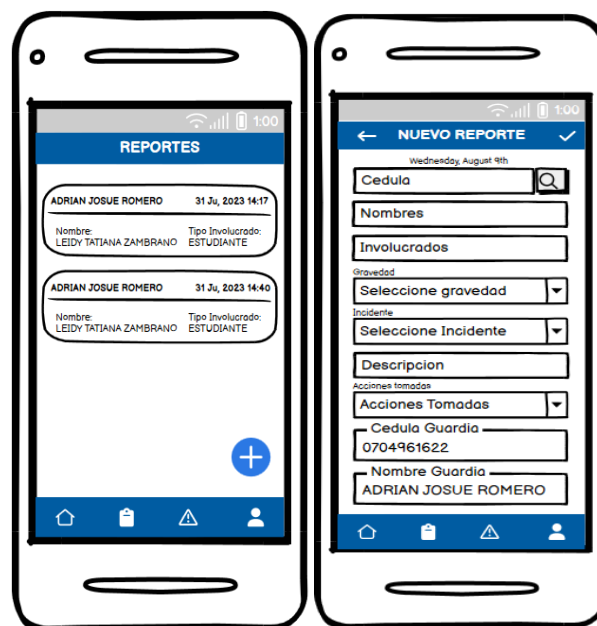 1:00
REPORTES
ADRIAN JOSUE ROMERO 31 Ju, 2023 14:17
Nombre: Tipo Involucrado:
LEIDY TATIANA ZAMBRANO ESTUDIANTE
ADRIAN JOSUE ROMERO 31 Ju, 2023 14:40
Nombre: Tipo Involucrado:
LEIDY TATIANA ZAMBRANO ESTUDIANTE
1:00
NUEVO REPORTE
Wednesday, August 9th
Cedula
Nombres
Involucrados
Gravedad
Seleccione gravedad
Incidente
Seleccione Incidente
Descripcion
Acciones tomadas
Acciones Tomadas
Cedula Guardia
0704961622
Nombre Guardia
ADRIAN JOSUE ROMERO